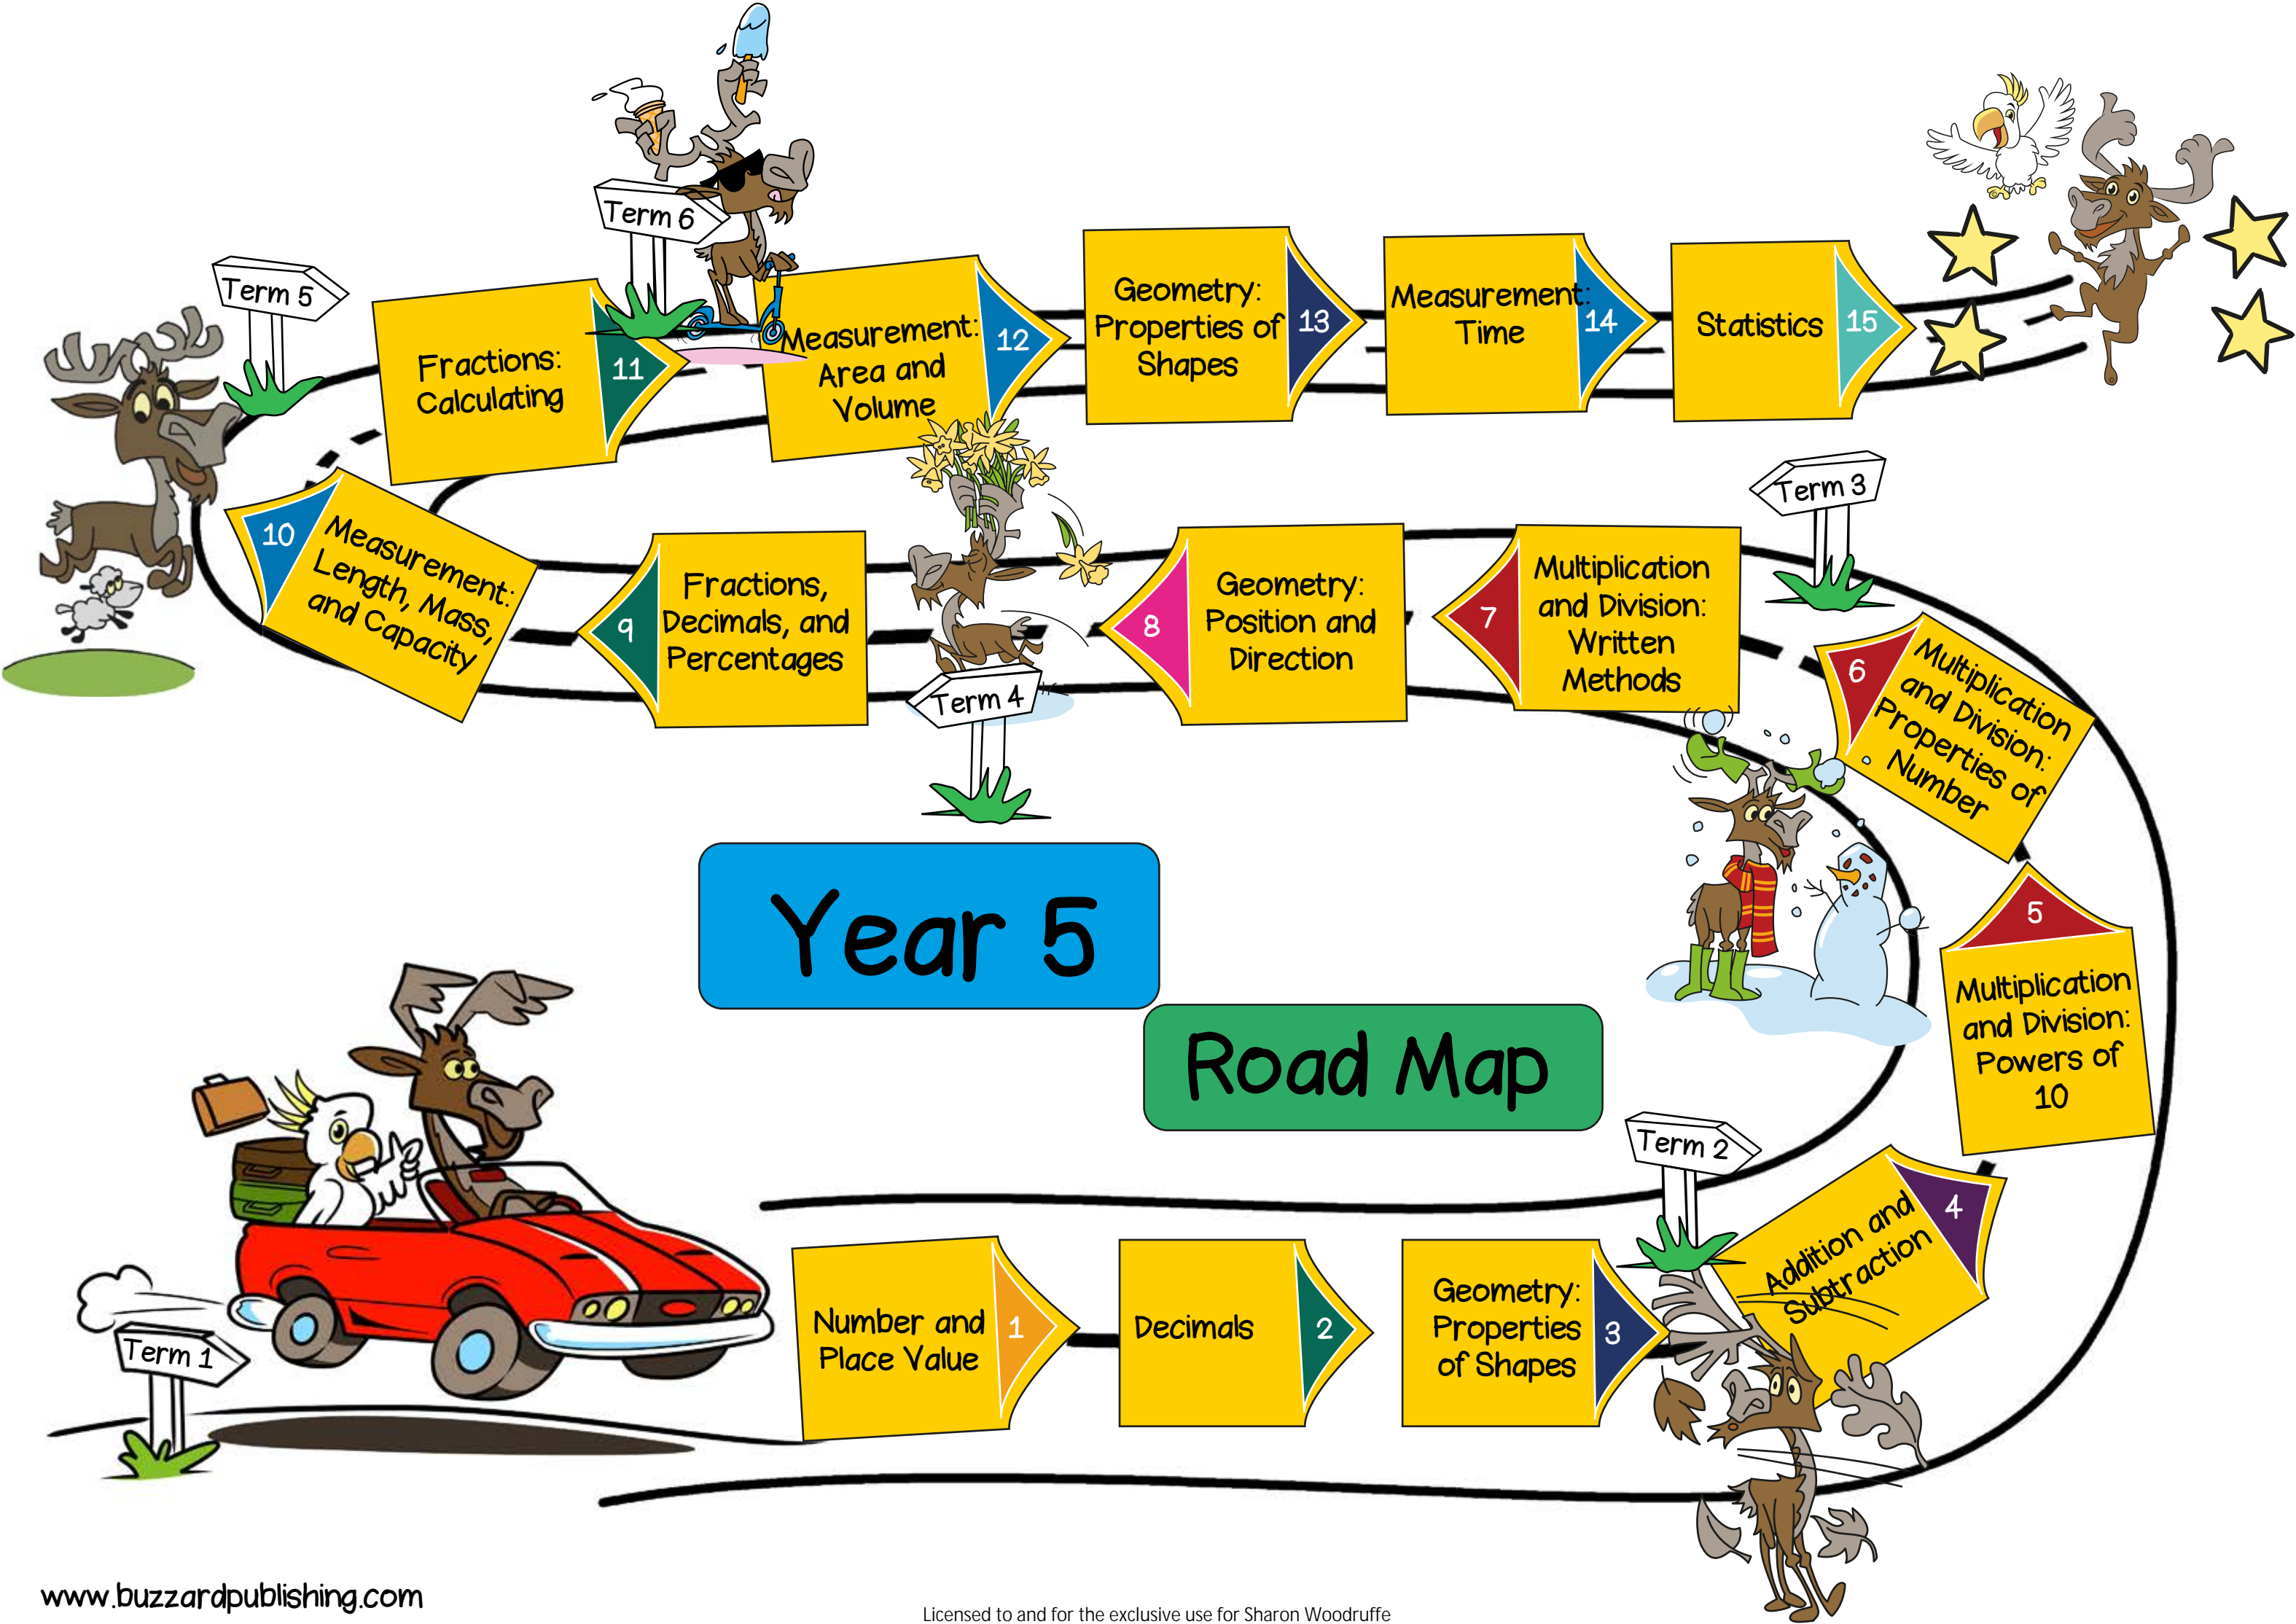 Year 5
Road Map
Term 1
Number and
Place Value
1
Decimals
2
Geometry:
Properties
of Shapes
3
Term 2
Addition and
Subtraction
4
Multiplication
and Division:
Powers of
10
5
Multiplication
and Division:
Properties of
Number
6
Term 3
Multiplication
and Division:
Written
Methods
7
Geometry:
Position and
Direction
8
Term 4
Fractions,
Decimals, and
Percentages
9
Measurement:
Length, Mass,
and Capacity
10
Term 5
Fractions:
Calculating
11
Term 6
Measurement:
Area and
Volume
12
Geometry:
Properties of
Shapes
13
Measurement:
Time
14
Statistics
15
www.buzzardpublishing.com
Licensed to and for the exclusive use for Sharon Woodruffe